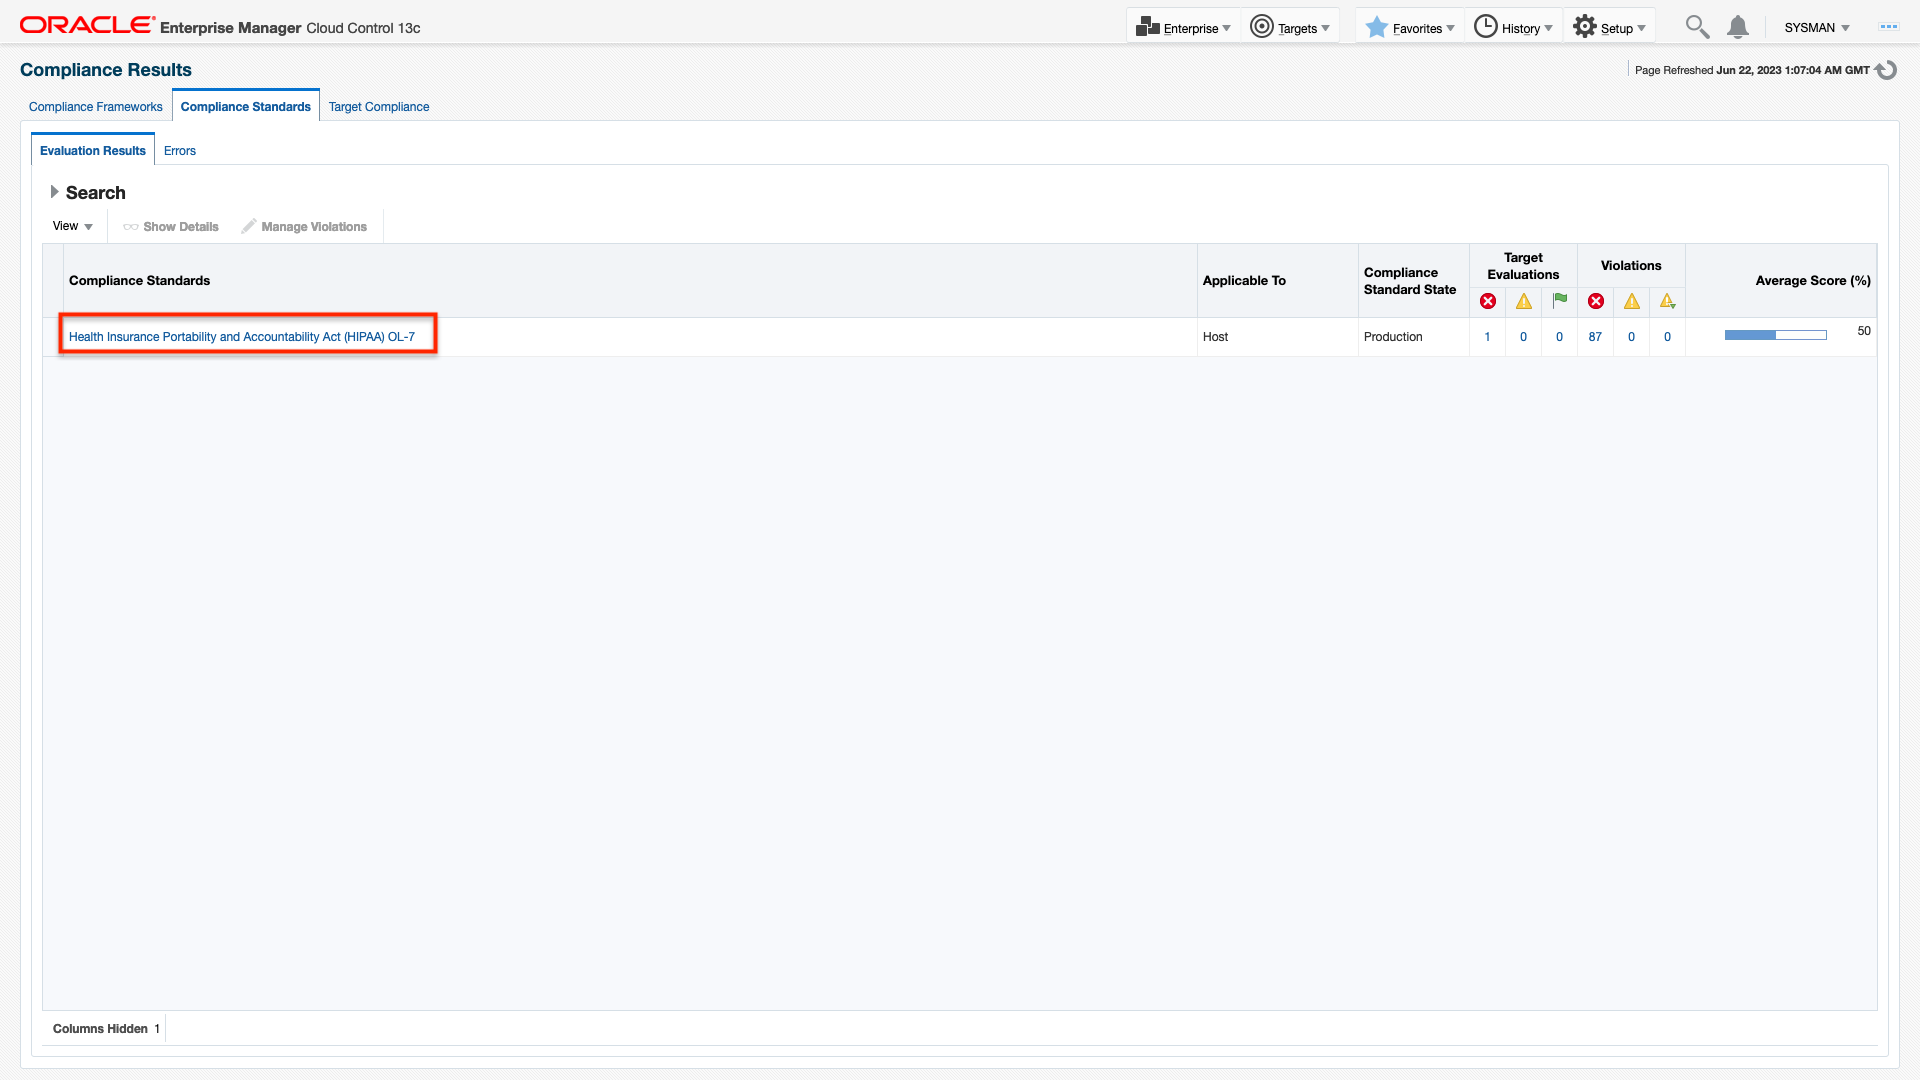 ORACLE Enterprise Manager Cloud Control 13c
Enterprise
Targets
Favorites
History
Setup
SYSMAN
Compliance Results
Page Refreshed Jun 22, 2023 1:07:04 AM GMT
Compliance Frameworks
Compliance Standards
Target Compliance
Evaluation Results
Errors
Search
View
Show Details
Manage Violations
Compliance Standards
Applicable To
Compliance
Standard State
Target
Evaluations
Violations
Average Score (%)
Health Insurance Portability and Accountability Act (HIPAA) OL-7
Host
Production
1
0
0
87
0
0
50
Columns Hidden 1